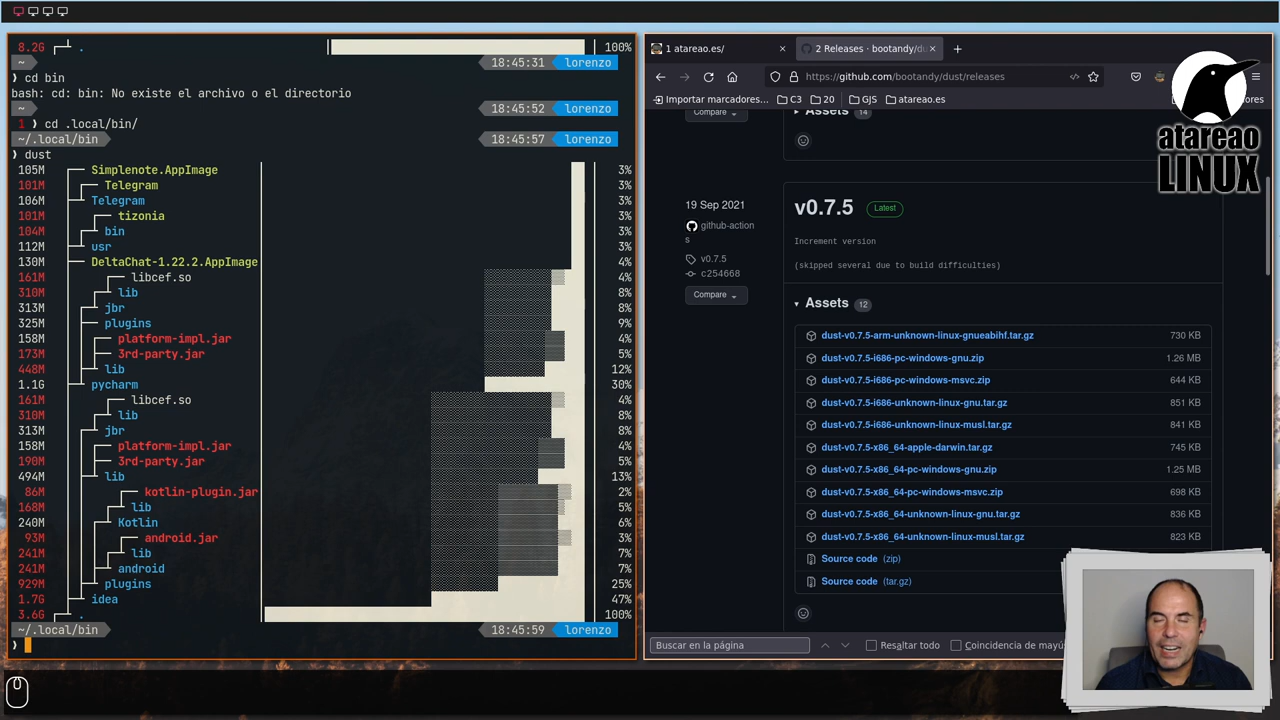 8.2G .  100%
~ 18:45:31 lorenzo
❱ cd bin
bash: cd: bin: No existe el archivo o el directorio
~ 18:45:52 lorenzo
1 ❱ cd .local/bin/
~/.local/bin 18:45:57 lorenzo
❱ dust
105M Simplenote.AppImage 3%
101M Telegram 3%
106M Telegram 3%
101M tizonia 3%
104M bin 3%
112M usr 3%
130M DeltaChat-1.22.2.AppImage 4%
161M libcef.so 4%
310M lib 8%
313M jbr 8%
325M plugins 9%
158M platform-impl.jar 4%
173M 3rd-party.jar 5%
448M lib 12%
1.1G pycharm 30%
161M libcef.so 4%
310M lib 8%
313M jbr 8%
158M platform-impl.jar 4%
190M 3rd-party.jar 5%
494M lib 13%
86M kotlin-plugin.jar 2%
168M lib 5%
240M Kotlin 6%
93M android.jar 3%
241M lib 7%
241M android 7%
929M plugins 25%
1.7G idea 47%
3.6G . 100%
~/.local/bin 18:45:59 lorenzo
❱
1 atareao.es/
2 Releases · bootandy/du
https://github.com/bootandy/dust/releases
Importar marcadores... C3 20 GJS atareao.es
ores
atareao
LINUX
Compare
Assets 14
19 Sep 2021
github-action
s
v0.7.5
c254668
Compare
v0.7.5 Latest
Increment version
(skipped several due to build difficulties)
Assets 12
dust-v0.7.5-arm-unknown-linux-gnueabihf.tar.gz 730 KB
dust-v0.7.5-i686-pc-windows-gnu.zip 1.26 MB
dust-v0.7.5-i686-pc-windows-msvc.zip 644 KB
dust-v0.7.5-i686-unknown-linux-gnu.tar.gz 851 KB
dust-v0.7.5-i686-unknown-linux-musl.tar.gz 841 KB
dust-v0.7.5-x86_64-apple-darwin.tar.gz 745 KB
dust-v0.7.5-x86_64-pc-windows-gnu.zip 1.25 MB
dust-v0.7.5-x86_64-pc-windows-msvc.zip 698 KB
dust-v0.7.5-x86_64-unknown-linux-gnu.tar.gz 836 KB
dust-v0.7.5-x86_64-unknown-linux-musl.tar.gz 823 KB
Source code (zip)
Source code (tar.gz)
Buscar en la página Resaltar todo Coincidencia de mayú